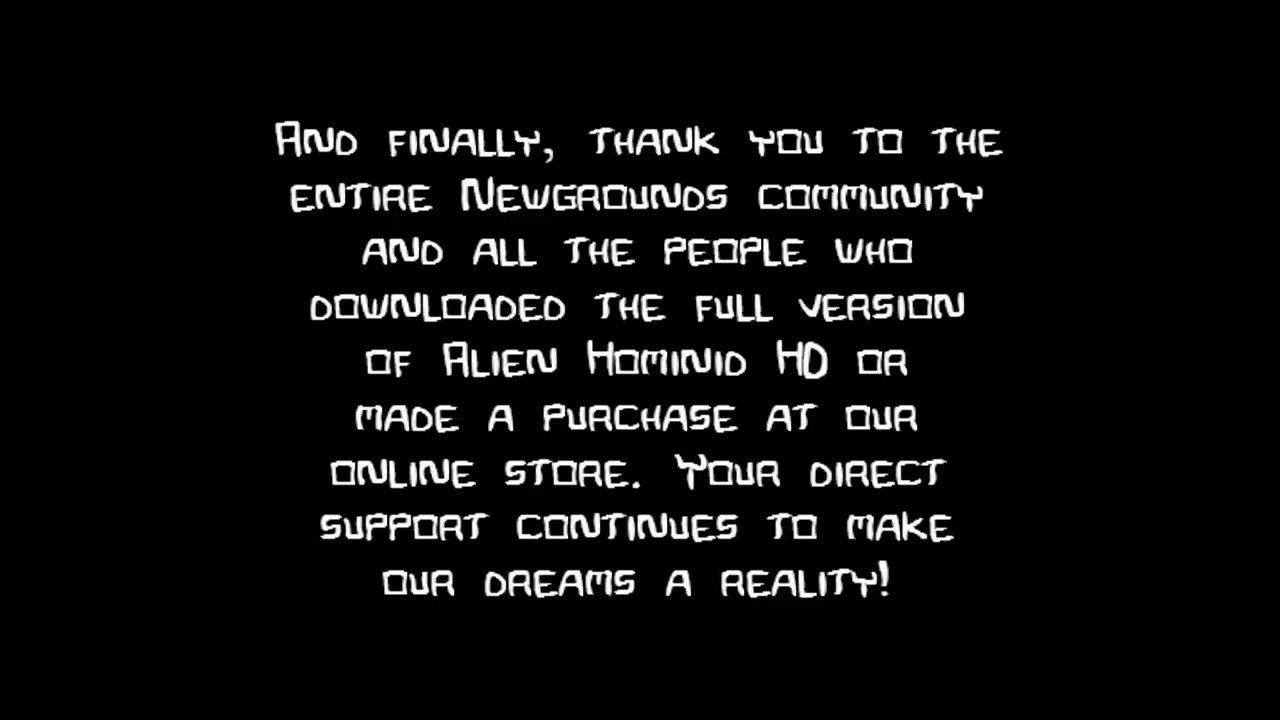 And finally, thank you to the
entire Newgrounds community
and all the people who
downloaded the full version
of Alien Hominid HD or
made a purchase at our
online store. Your direct
support continues to make
our dreams a reality!